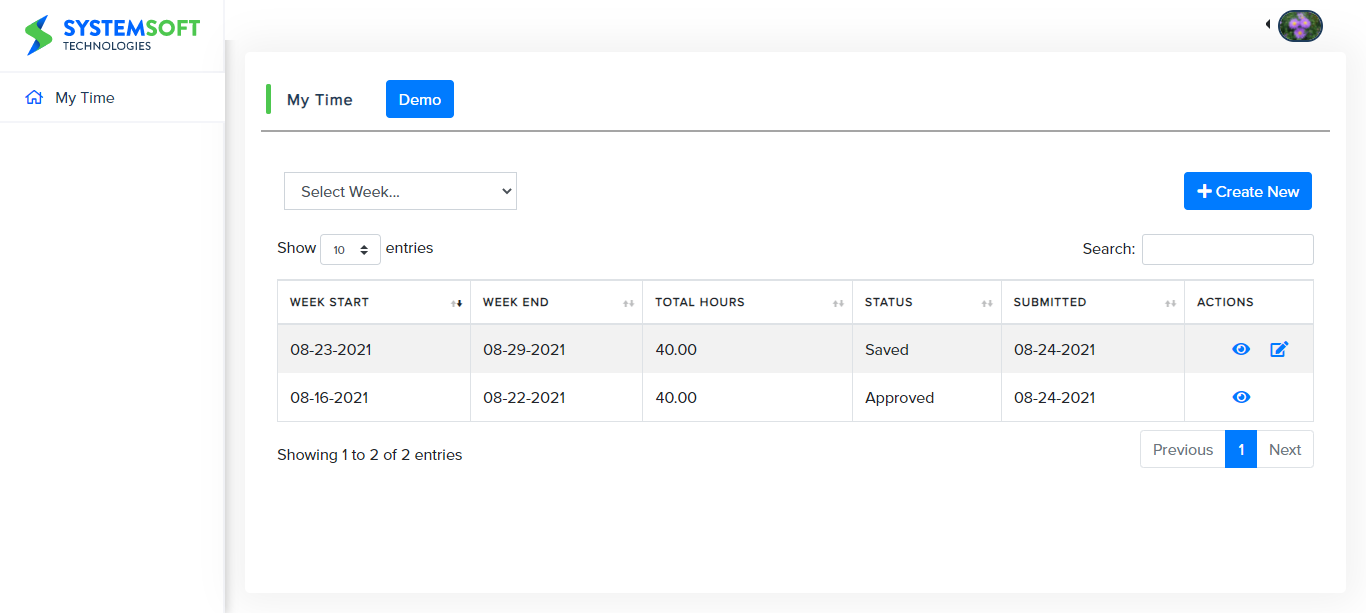 SYSTEMSOFT
TECHNOLOGIES
My Time
My Time Demo
Select Week...
Create New
Show 10 entries
Search:
WEEK START WEEK END TOTAL HOURS STATUS SUBMITTED ACTIONS
08-23-2021 08-29-2021 40.00 Saved 08-24-2021
08-16-2021 08-22-2021 40.00 Approved 08-24-2021
Showing 1 to 2 of 2 entries
Previous 1 Next